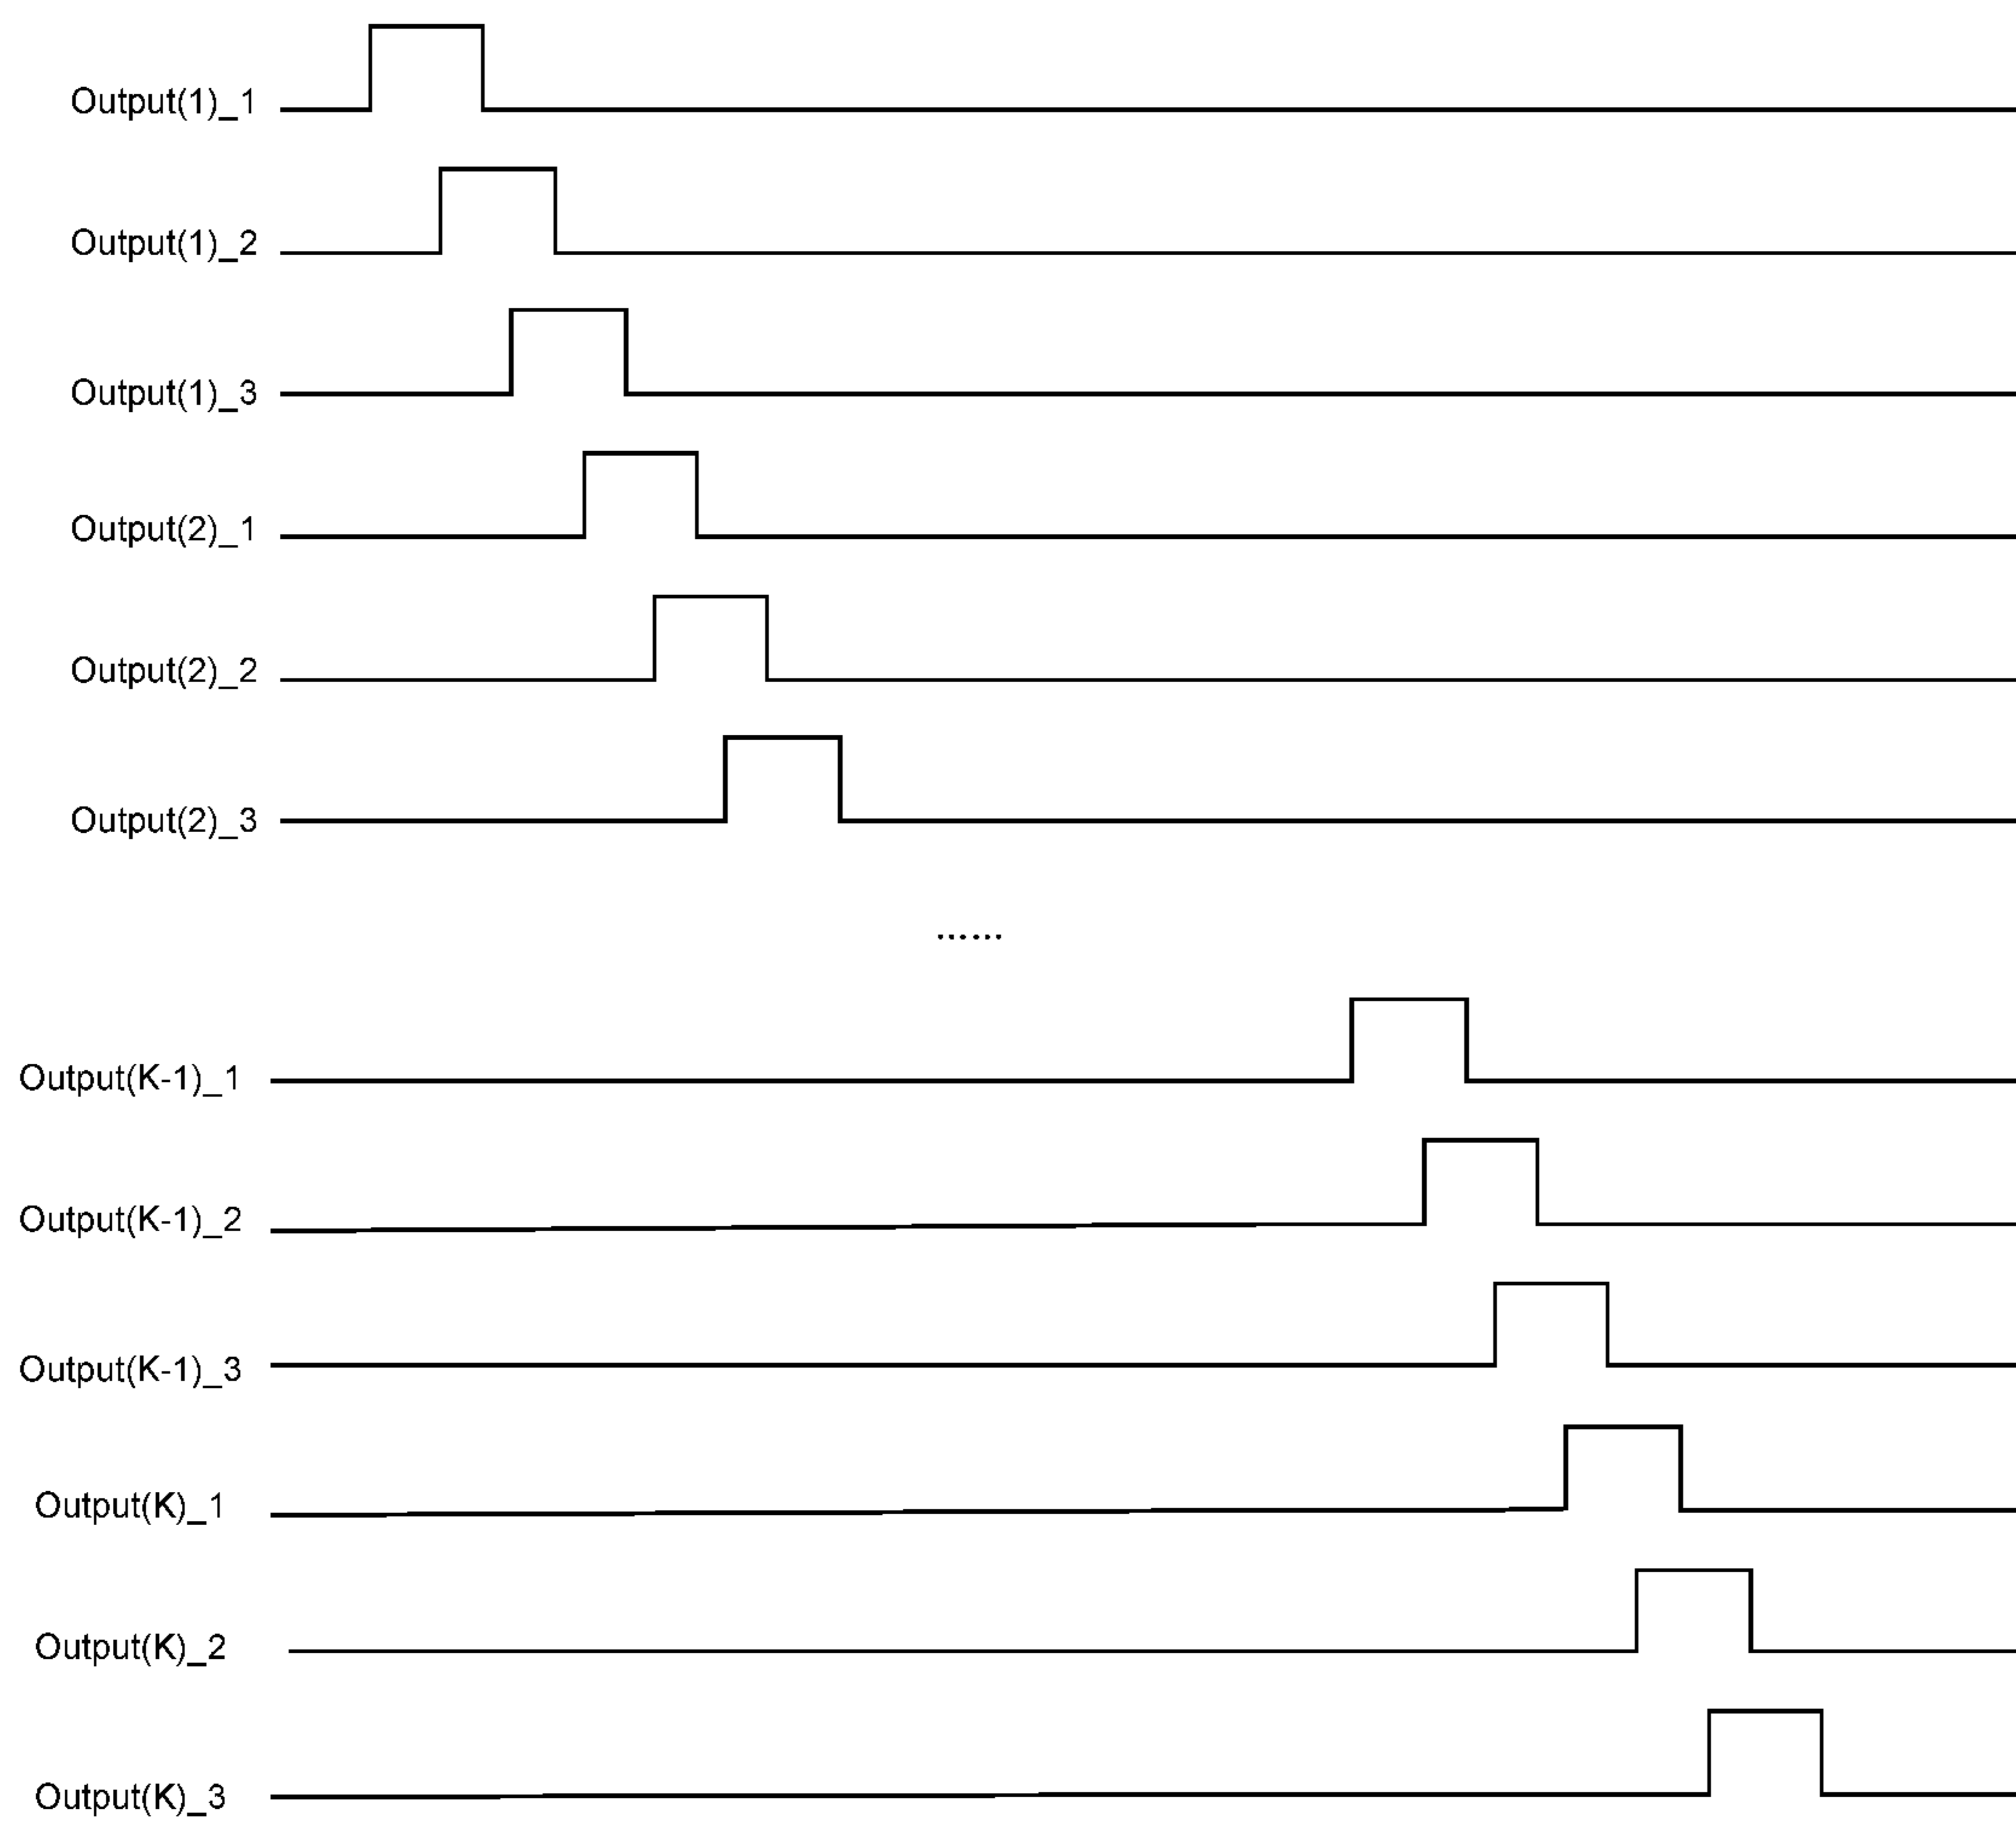 Output(1)_1
Output(1)_2
Output(1)_3
Output(2)_1
Output(2)_2
Output(2)_3
......
Output(K-1)_1
Output(K-1)_2
Output(K-1)_3
Output(K)_1
Output(K)_2
Output(K)_3